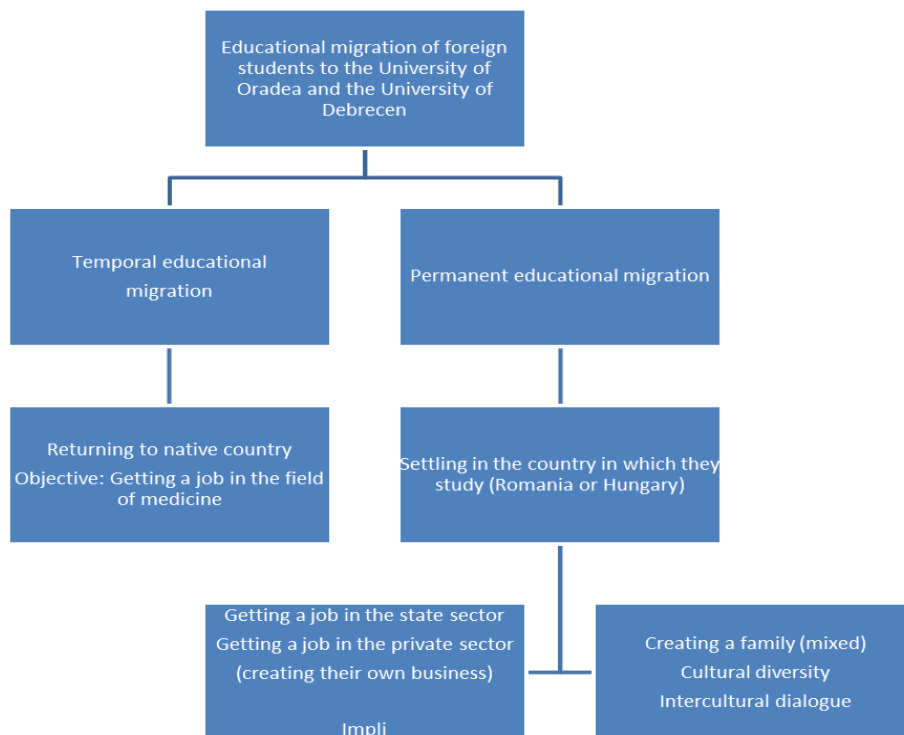 Educational migration of foreign
students to the University of
Oradea and the University of
Debrecen
Temporal educational
migration
Permanent educational migration
Returning to native country
Objective: Getting a job in the field
of medicine
Settling in the country in which they
study (Romania or Hungary)
Getting a job in the state sector
Getting a job in the private sector
(creating their own business)
Impli
Creating a family (mixed)
Cultural diversity
Intercultural dialogue